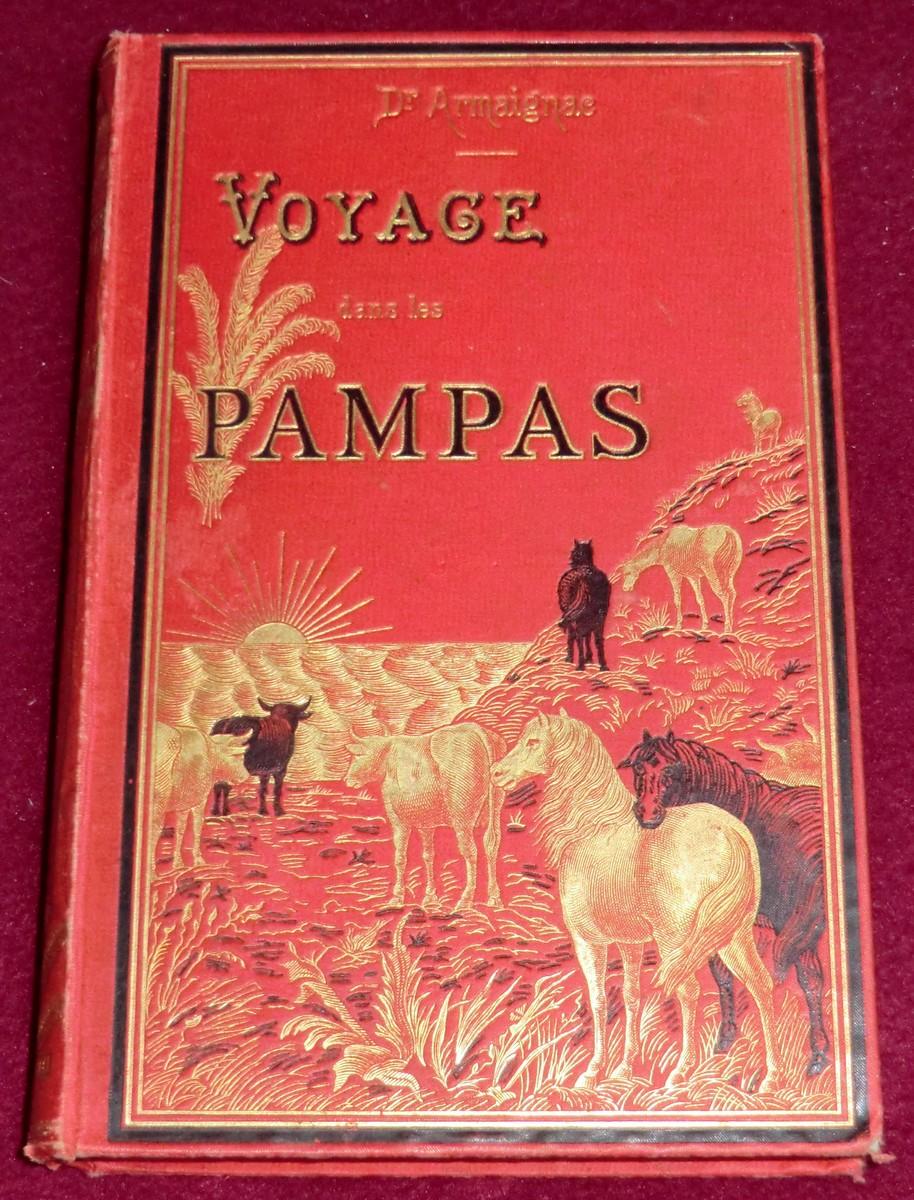 Dr Armaignac
VOYAGE
dans les
PAMPAS